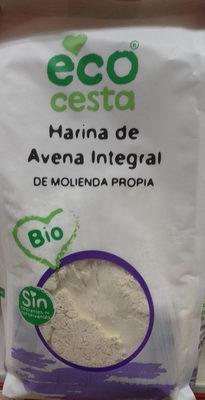 eco
cesta
Harina de
Avena Integral
DE MOLIENDA PROPIA
Bio
Sin